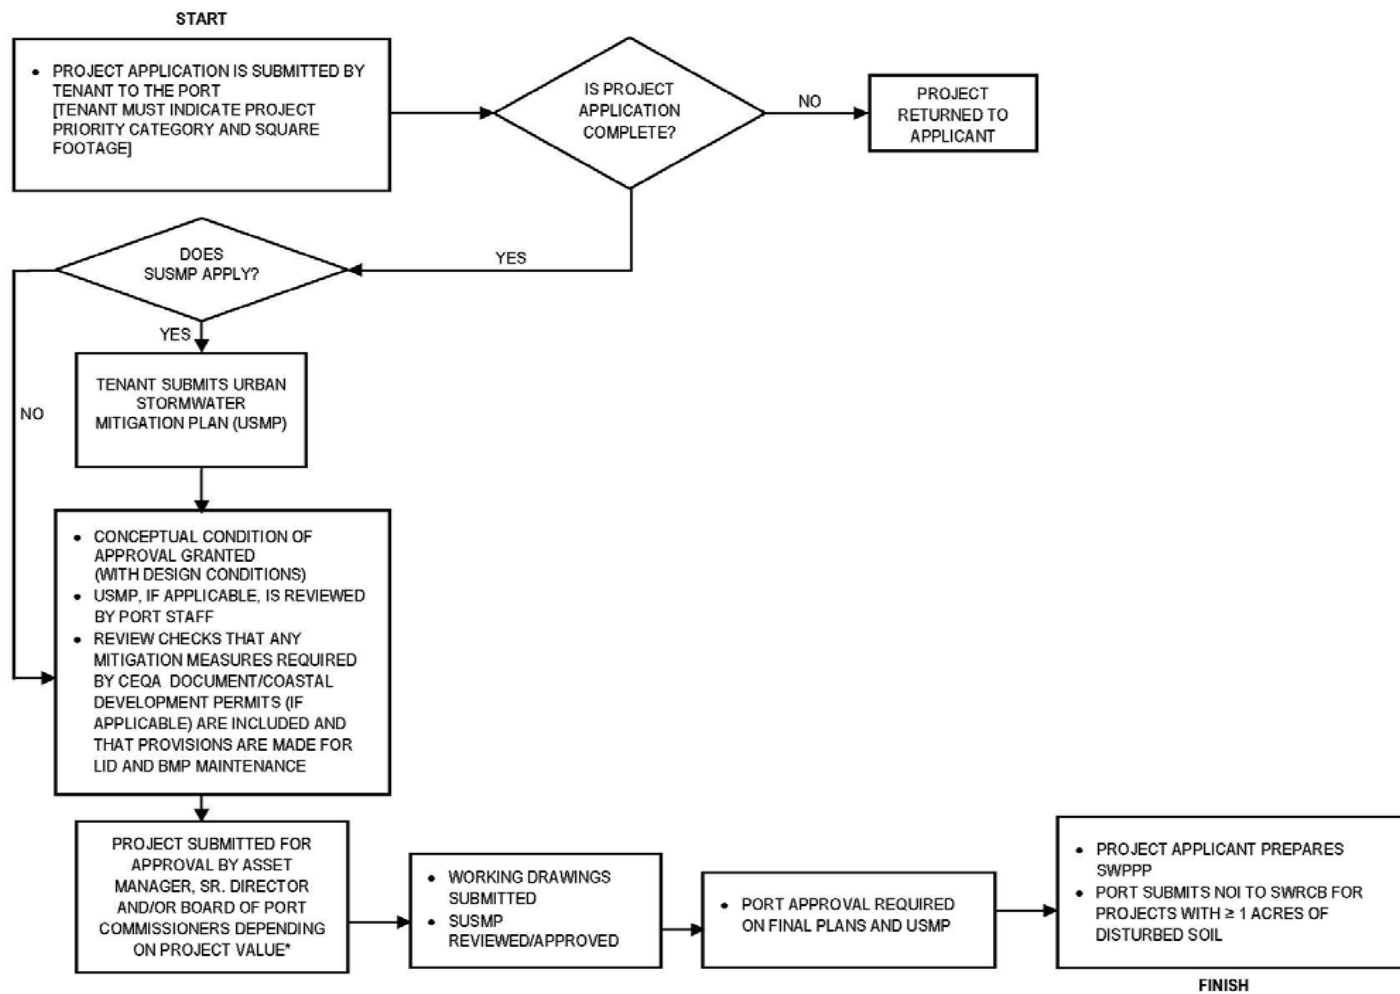 START
• PROJECT APPLICATION IS SUBMITTED BY
TENANT TO THE PORT
[TENANT MUST INDICATE PROJECT
PRIORITY CATEGORY AND SQUARE
FOOTAGE]
IS PROJECT
APPLICATION
COMPLETE?
NO
PROJECT
RETURNED TO
APPLICANT
YES
DOES
SUSMP APPLY?
YES
NO
TENANT SUBMITS URBAN
STORMWATER
MITIGATION PLAN (USMP)
• CONCEPTUAL CONDITION OF
APPROVAL GRANTED
(WITH DESIGN CONDITIONS)
• USMP, IF APPLICABLE, IS REVIEWED
BY PORT STAFF
• REVIEW CHECKS THAT ANY
MITIGATION MEASURES REQUIRED
BY CEQA DOCUMENT/COASTAL
DEVELOPMENT PERMITS (IF
APPLICABLE) ARE INCLUDED AND
THAT PROVISIONS ARE MADE FOR
LID AND BMP MAINTENANCE
PROJECT SUBMITTED FOR
APPROVAL BY ASSET
MANAGER, SR. DIRECTOR
AND/OR BOARD OF PORT
COMMISSIONERS DEPENDING
ON PROJECT VALUE*
• WORKING DRAWINGS
SUBMITTED
• SUSMP
REVIEWED/APPROVED
• PORT APPROVAL REQUIRED
ON FINAL PLANS AND USMP
• PROJECT APPLICANT PREPARES
SWPPP
• PORT SUBMITS NOI TO SWRCB FOR
PROJECTS WITH ≥ 1 ACRES OF
DISTURBED SOIL
FINISH